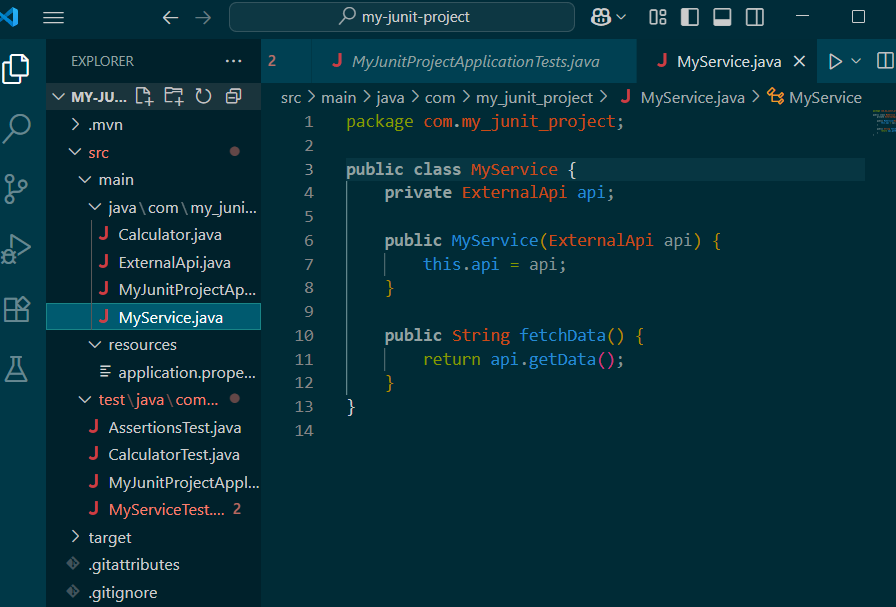 my-junit-project
EXPLORER
MY-JU...
.mvn
src
main
java\com\my_juni...
Calculator.java
ExternalApi.java
MyJunitProjectAp...
MyService.java
resources
application.prope...
test\java\com...
AssertionsTest.java
CalculatorTest.java
MyJunitProjectAppl...
MyServiceTest.... 2
target
.gitattributes
.gitignore
2 MyJunitProjectApplicationTests.java MyService.java
src > main > java > com > my_junit_project > MyService.java > MyService
1 package com.my_junit_project;
2
3 public class MyService {
4     private ExternalApi api;
5
6     public MyService(ExternalApi api) {
7         this.api = api;
8     }
9
10     public String fetchData() {
11         return api.getData();
12     }
13 }
14